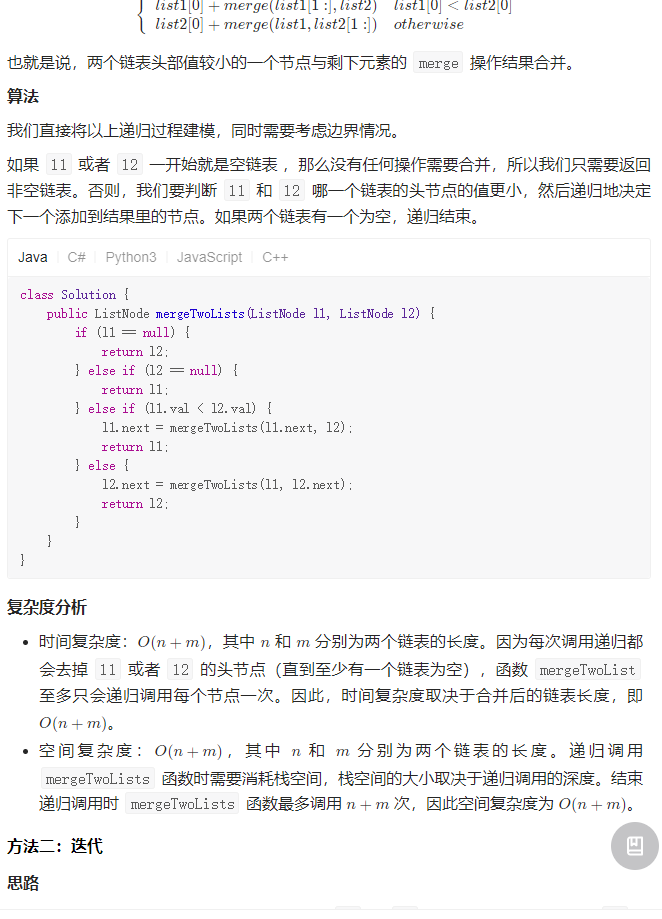 list1[0] + merge(list1[1 :], list2) list1[0] < list2[0]
list2[0] + merge(list1, list2[1 :]) otherwise
也就是说，两个链表头部值较小的一个节点与剩下元素的 merge 操作结果合并。
算法
我们直接将以上递归过程建模，同时需要考虑边界情况。
如果 l1 或者 l2 一开始就是空链表 ，那么没有任何操作需要合并，所以我们只需要返回
非空链表。否则，我们要判断 l1 和 l2 哪一个链表的头节点的值更小，然后递归地决定
下一个添加到结果里的节点。如果两个链表有一个为空，递归结束。
Java C# Python3 JavaScript C++
class Solution {
public ListNode mergeTwoLists(ListNode l1, ListNode l2) {
if (l1 == null) {
return l2;
} else if (l2 == null) {
return l1;
} else if (l1.val < l2.val) {
l1.next = mergeTwoLists(l1.next, l2);
return l1;
} else {
l2.next = mergeTwoLists(l1, l2.next);
return l2;
}
}
}
复杂度分析
• 时间复杂度：O(n + m)，其中 n 和 m 分别为两个链表的长度。因为每次调用递归都
会去掉 l1 或者 l2 的头节点（直到至少有一个链表为空），函数 mergeTwoList
至多只会递归调用每个节点一次。因此，时间复杂度取决于合并后的链表长度，即
O(n + m)。
• 空间复杂度：O(n + m)，其中 n 和 m 分别为两个链表的长度。递归调用
mergeTwoLists 函数时需要消耗栈空间，栈空间的大小取决于递归调用的深度。结束
递归调用时 mergeTwoLists 函数最多调用 n + m 次，因此空间复杂度为 O(n + m)。
方法二：迭代
思路